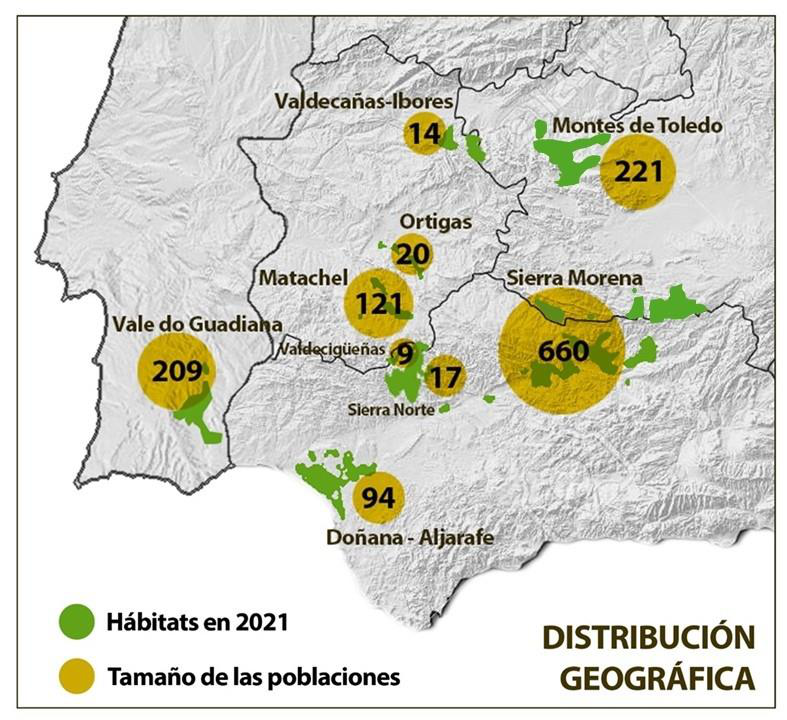 Valdecañas-Ibores
14
Montes de Toledo
221
Ortigas
20
Matachel
121
Sierra Morena
660
Vale do Guadiana
209
Valdecigüeñas
9
17
Sierra Norte
94
Doñana - Aljarafe
Hábitats en 2021
Tamaño de las poblaciones
DISTRIBUCIÓN
GEOGRÁFICA